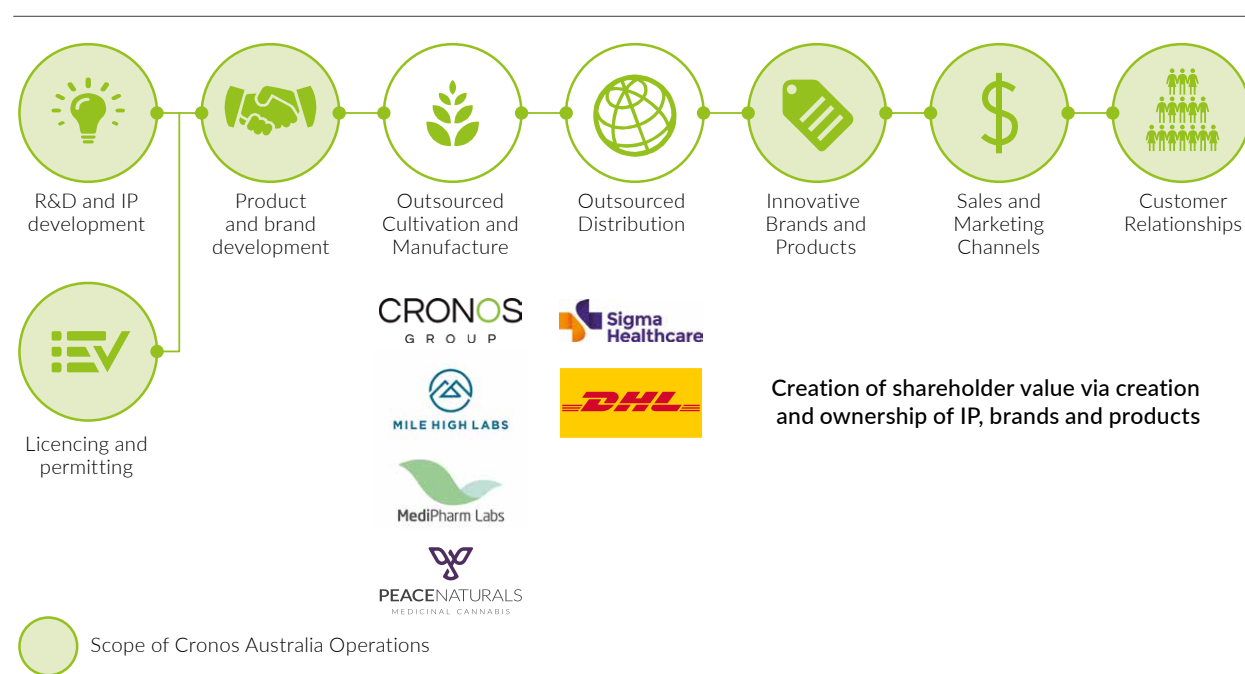 R&D and IP
development
Product
and brand
development
Outsourced
Cultivation and
Manufacture
Outsourced
Distribution
Innovative
Brands and
Products
Sales and
Marketing
Channels
Customer
Relationships
Licencing and
permitting
CRONOS
GROUP
MILE HIGH LABS
MediPharm Labs
PEACENATURALS
MEDICINAL CANNABIS
Sigma
Healthcare
DHL
Creation of shareholder value via creation
and ownership of IP, brands and products
Scope of Cronos Australia Operations